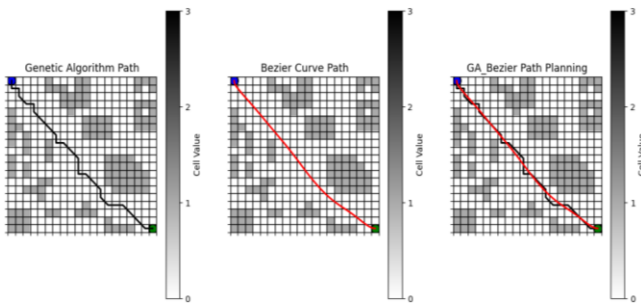 Genetic Algorithm Path
3
2
1
0
Cell Value
Bezier Curve Path
3
2
1
0
Cell Value
GA_Bezier Path Planning
3
2
1
0